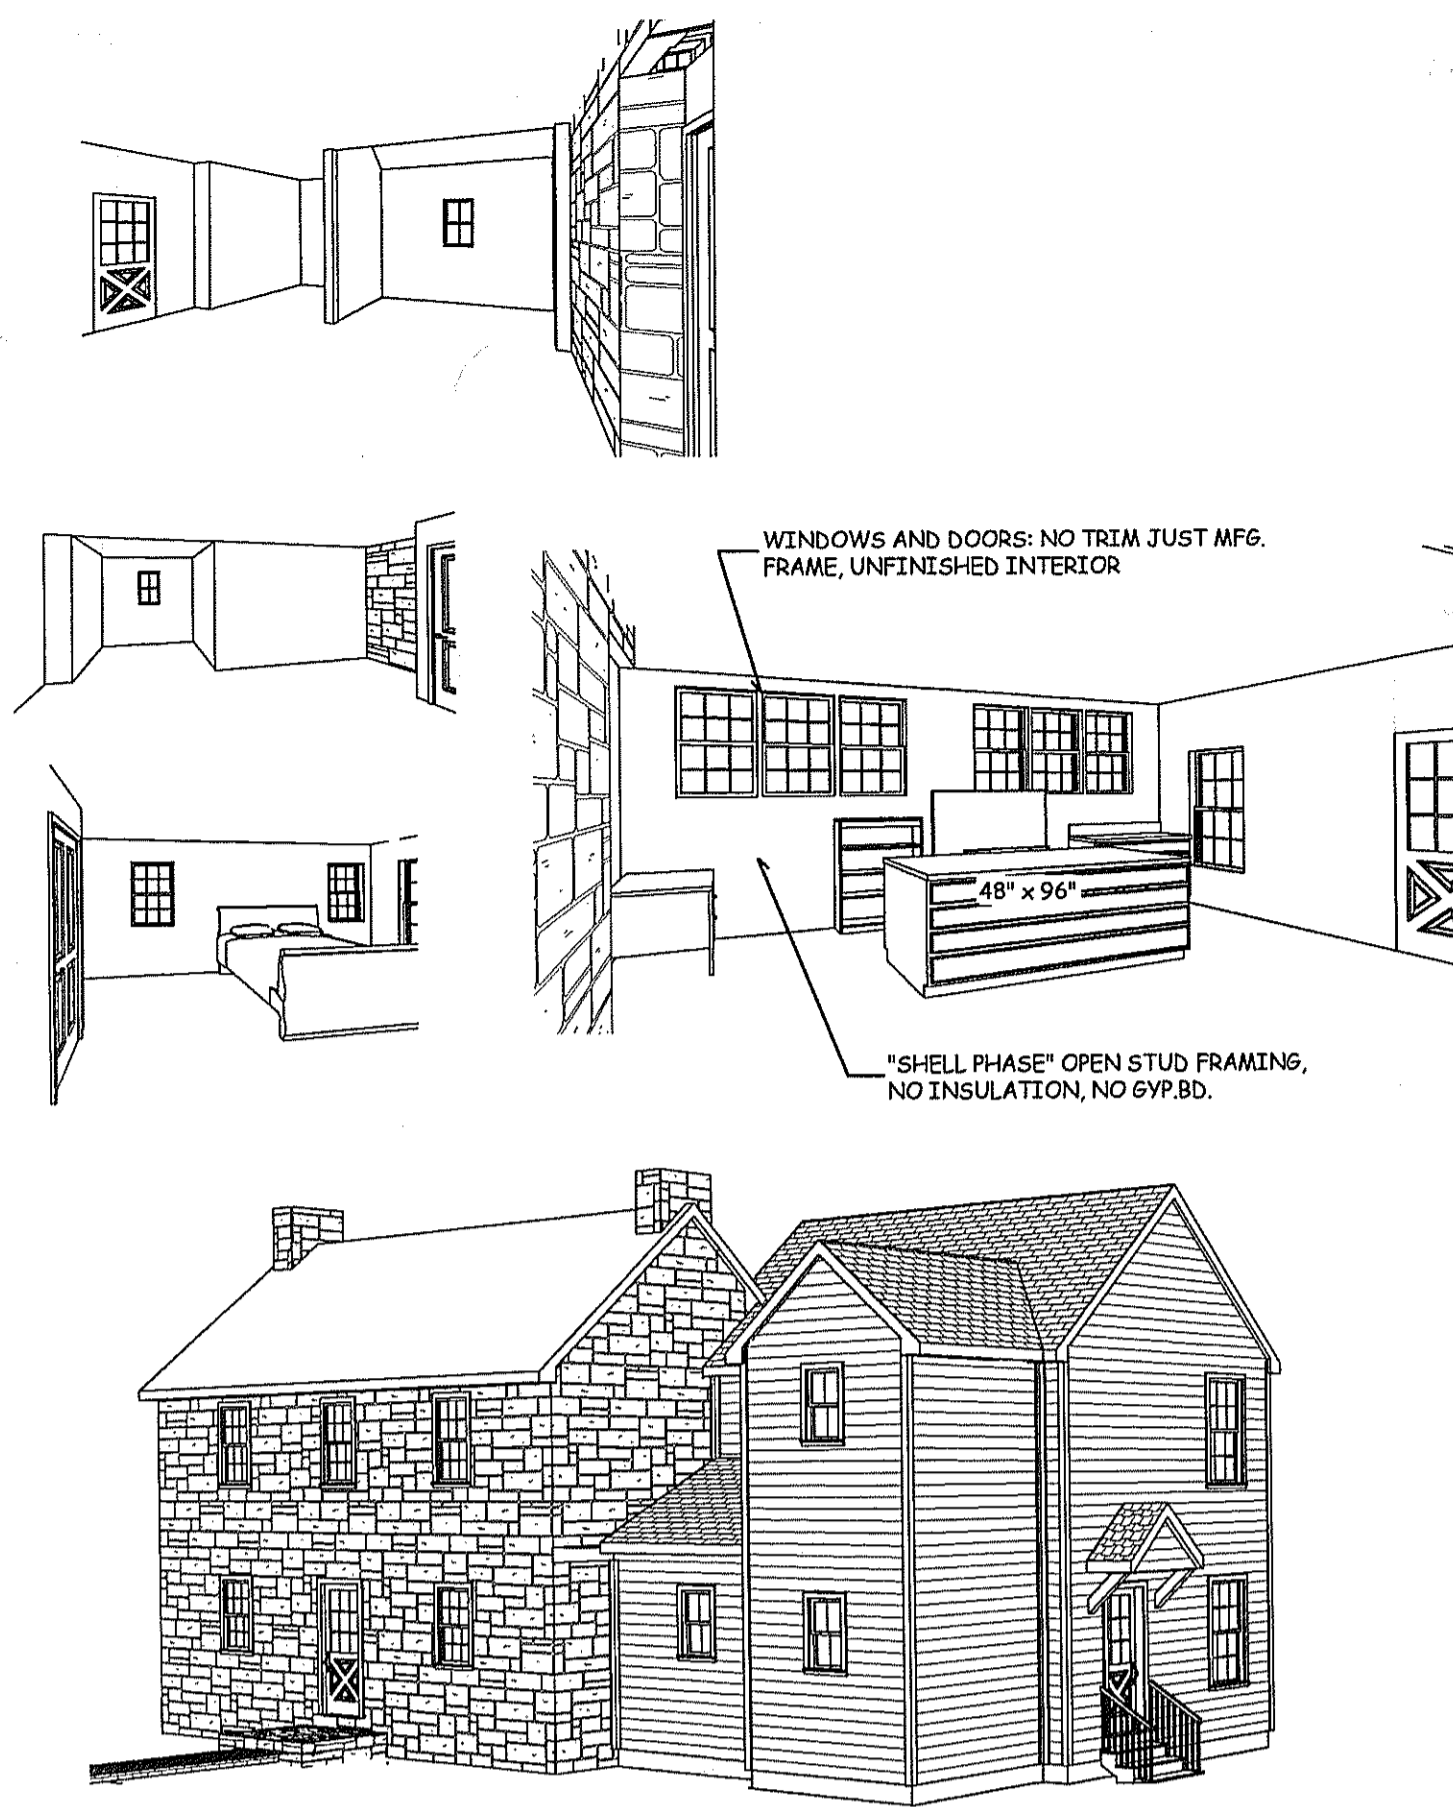 WINDOWS AND DOORS: NO TRIM JUST MFG.
FRAME, UNFINISHED INTERIOR
48" x 96"
"SHELL PHASE" OPEN STUD FRAMING,
NO INSULATION, NO GYP.BD.